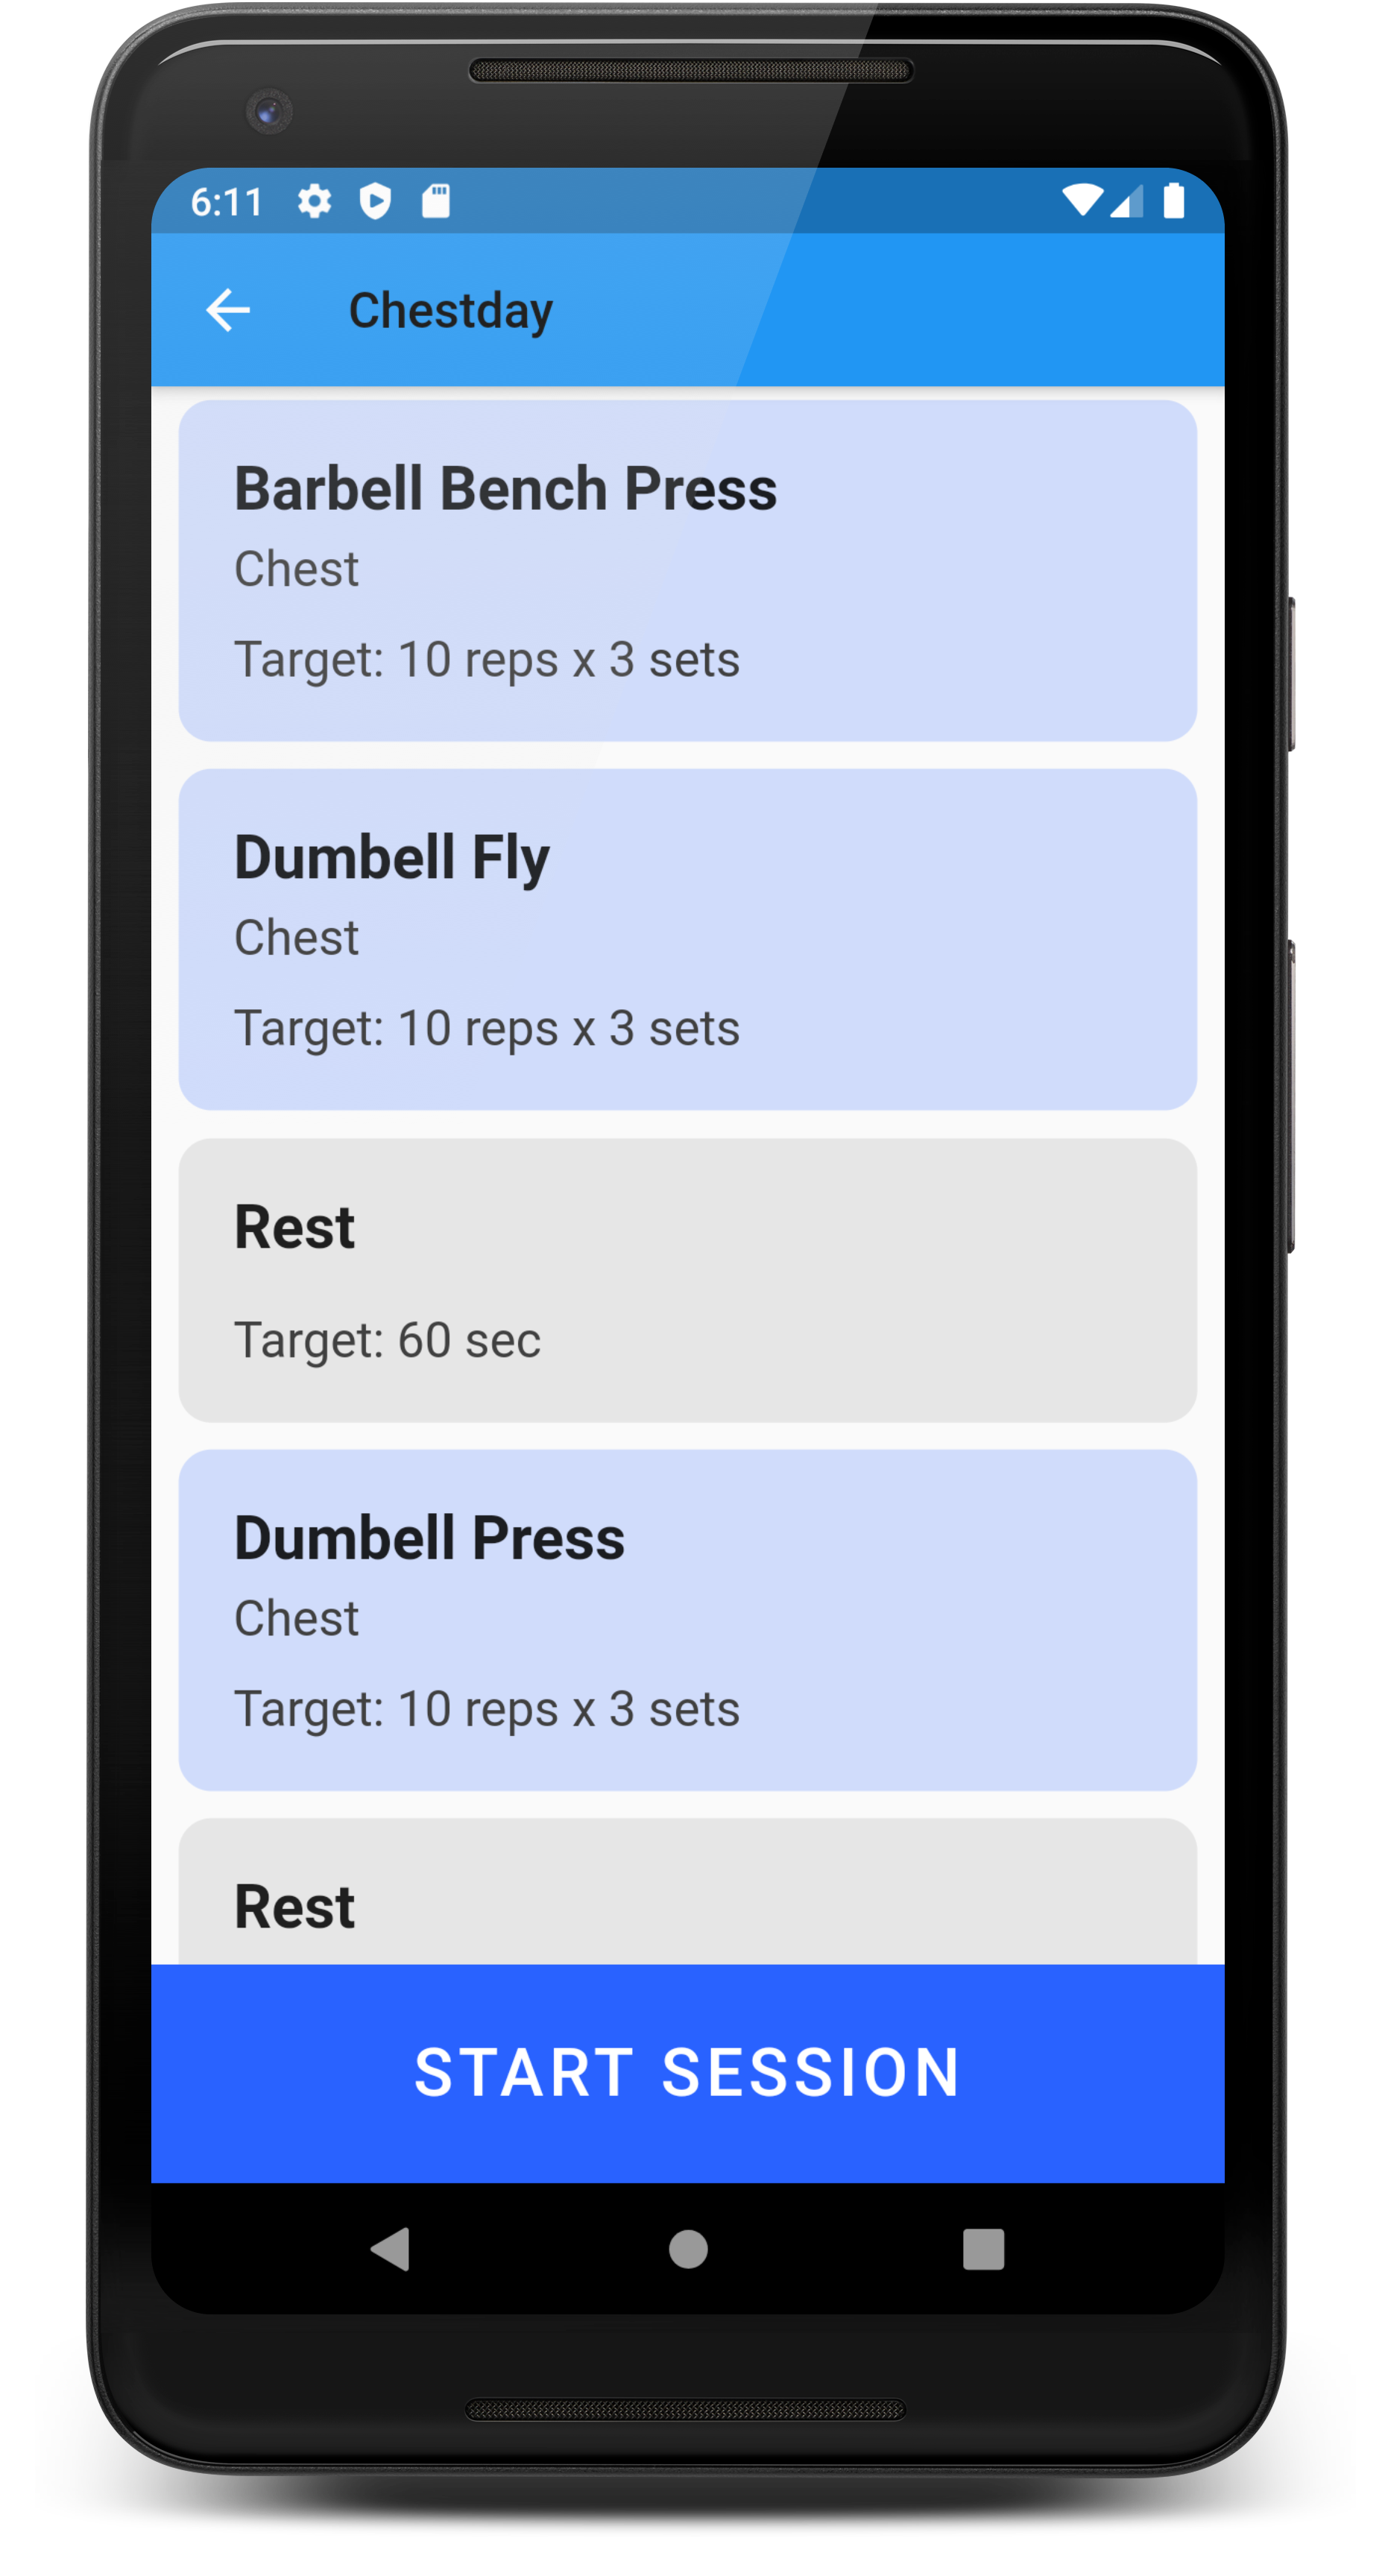 6:11
Chestday
Barbell Bench Press
Chest
Target: 10 reps x 3 sets
Dumbell Fly
Chest
Target: 10 reps x 3 sets
Rest
Target: 60 sec
Dumbell Press
Chest
Target: 10 reps x 3 sets
Rest
START SESSION